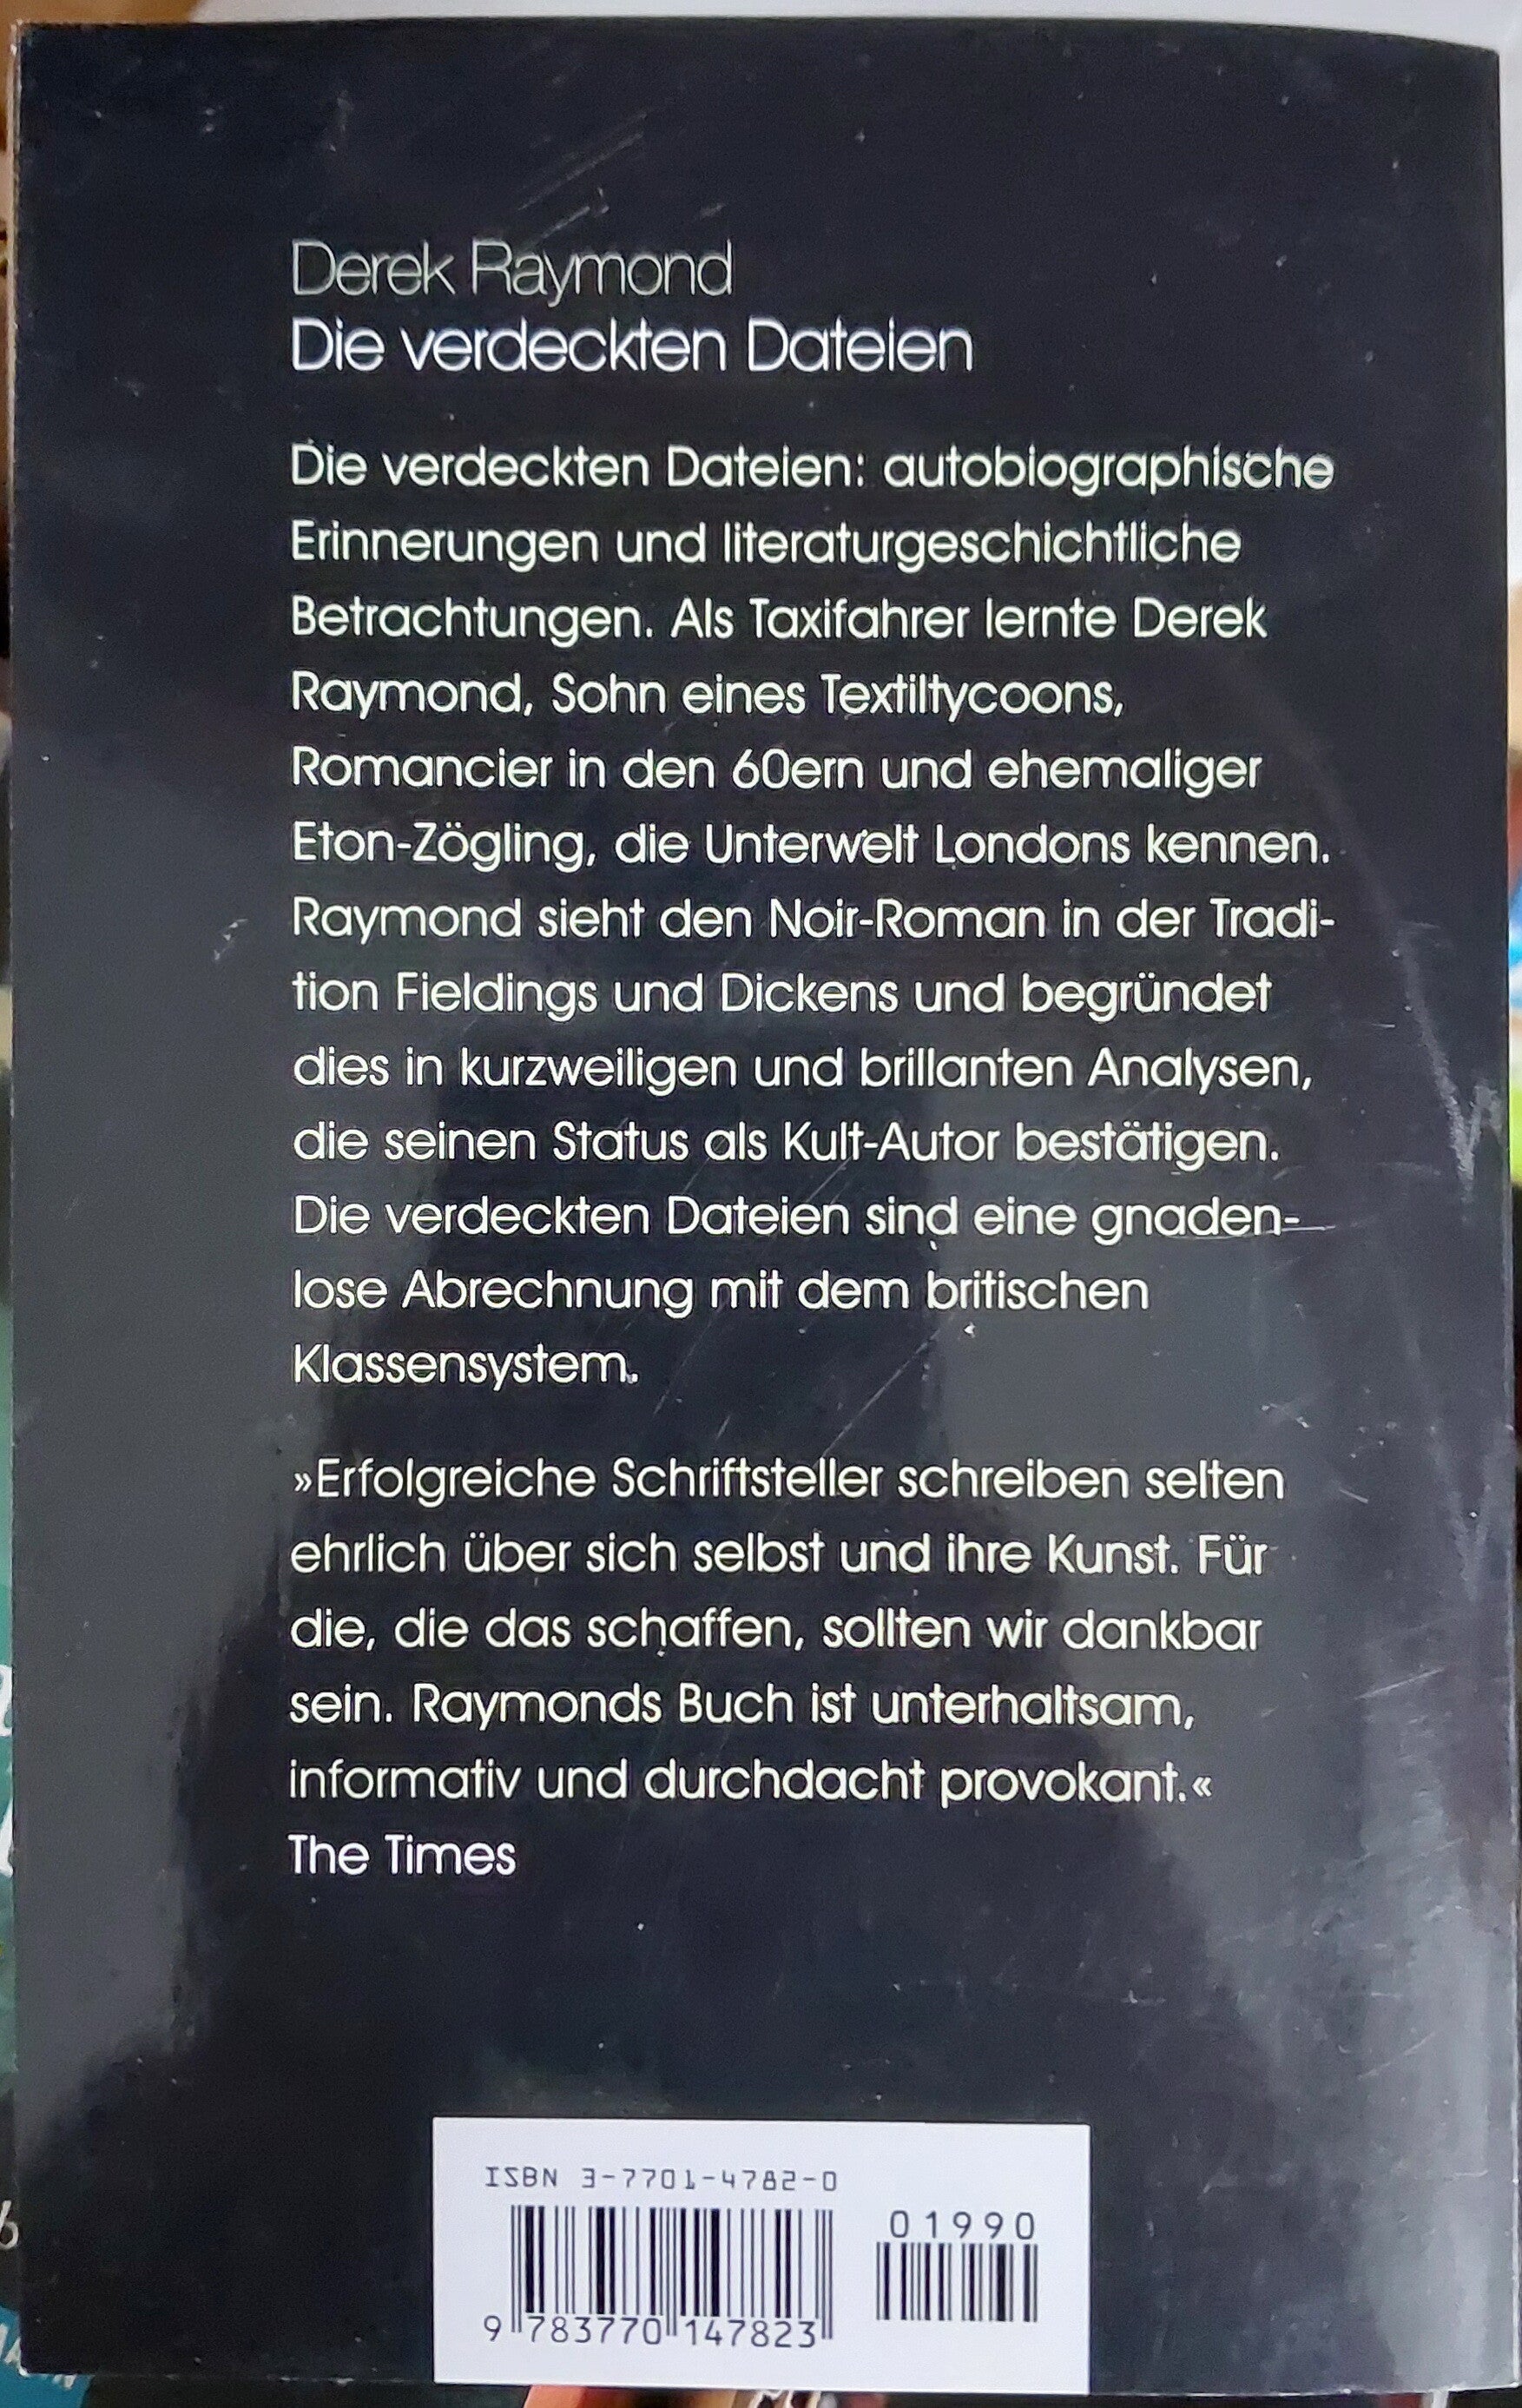 Derek Raymond
Die verdeckten Dateien
Die verdeckten Dateien: autobiographische
Erinnerungen und literaturgeschichtliche
Betrachtungen. Als Taxifahrer lernte Derek
Raymond, Sohn eines Textiltycoons,
Romancier in den 60ern und ehemaliger
Eton-Zögling, die Unterwelt Londons kennen.
Raymond sieht den Noir-Roman in der Tradi-
tion Fieldings und Dickens und begründet
dies in kurzweiligen und brillanten Analysen,
die seinen Status als Kult-Autor bestätigen.
Die verdeckten Dateien sind eine gnaden-
lose Abrechnung mit dem britischen
Klassensystem.
»Erfolgreiche Schriftsteller schreiben selten
ehrlich über sich selbst und ihre Kunst. Für
die, die das schaffen, sollten wir dankbar
sein. Raymonds Buch ist unterhaltsam,
informativ und durchdacht provokant.«
The Times
ISBN 3-7701-4782-0
01990
9 783770 147823